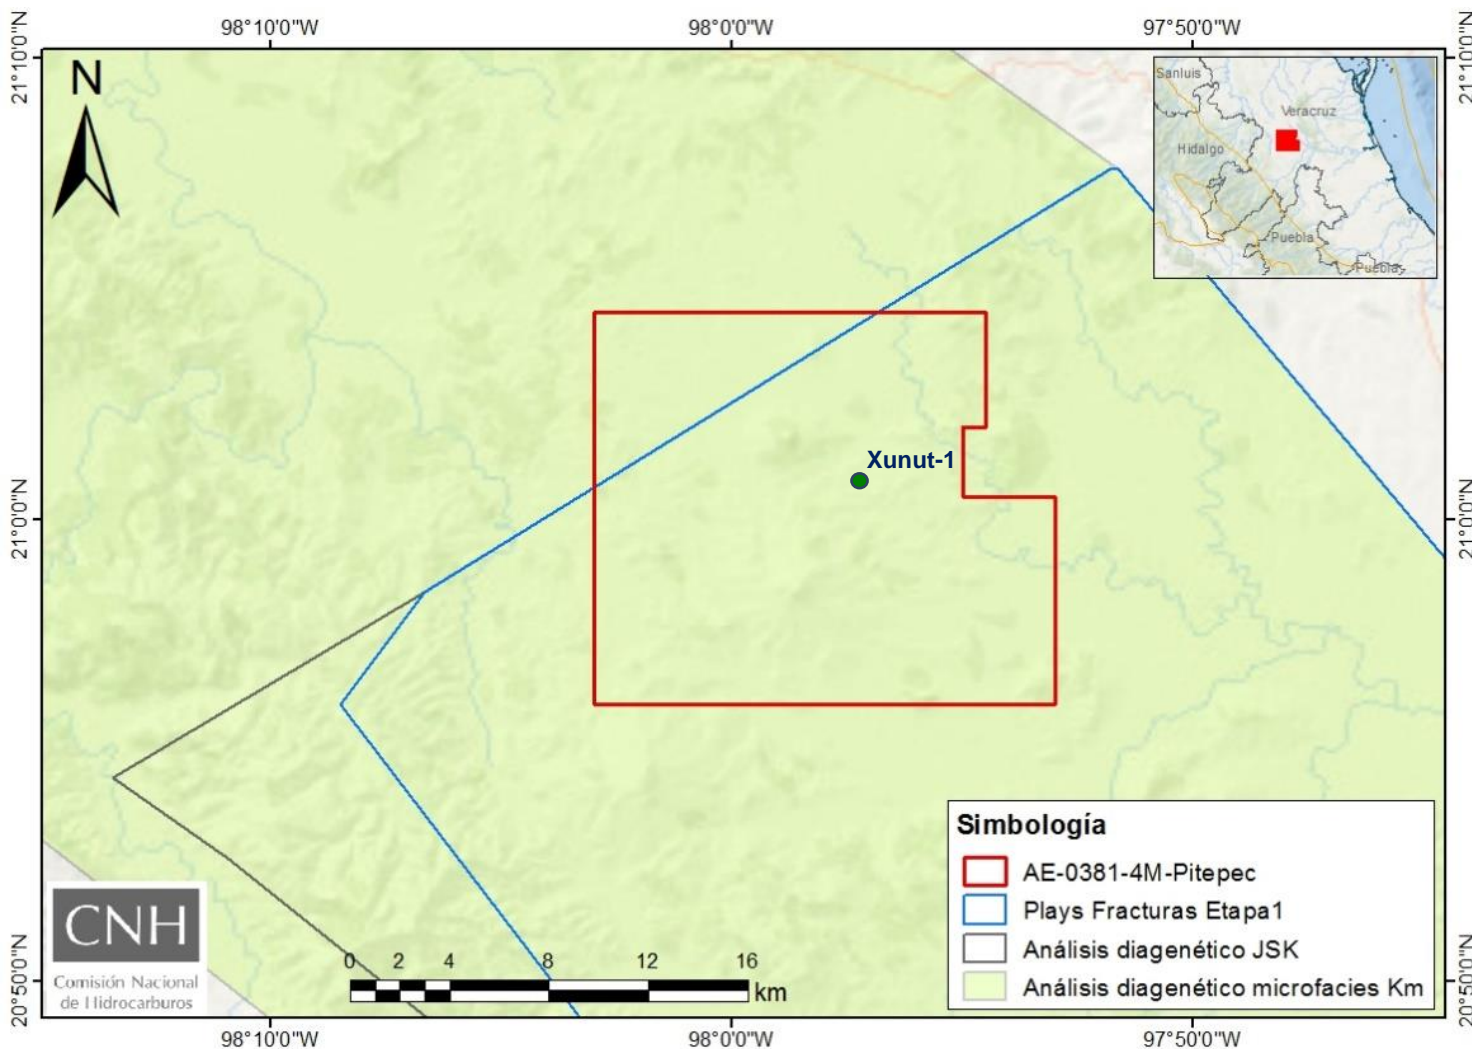 98°10'0"W
98°0'0"W
97°50'0"W
21°10'0"N
21°10'0"N
N
Sanluis
Veracruz
Hidalgo
Puebla
Puebla
Xunut-1
21°0'0"N
21°0'0"N
Simbología
AE-0381-4M-Pitepec
Plays Fracturas Etapa1
Análisis diagenético JSK
Análisis diagenético microfacies Km
CNH
Comisión Nacional
de Hidrocarburos
0 2 4 8 12 16
km
20°50'0"N
20°50'0"N
98°10'0"W
98°0'0"W
97°50'0"W